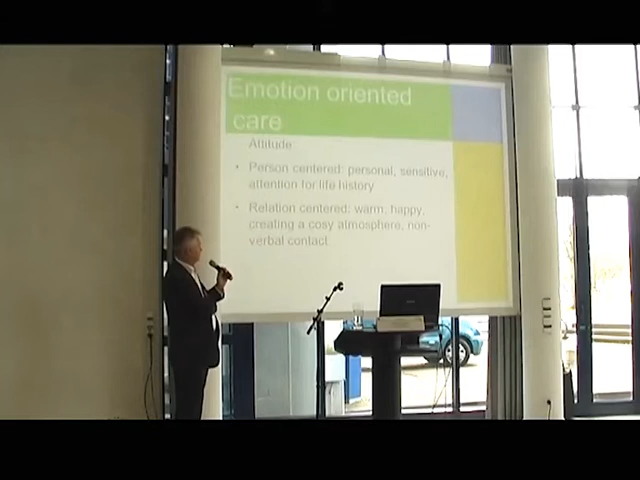 Emotion oriented
care
Attitude
• Person centered: personal, sensitive,
attention for life history
• Relation centered: warm, happy,
creating a cosy atmosphere, non-
verbal contact